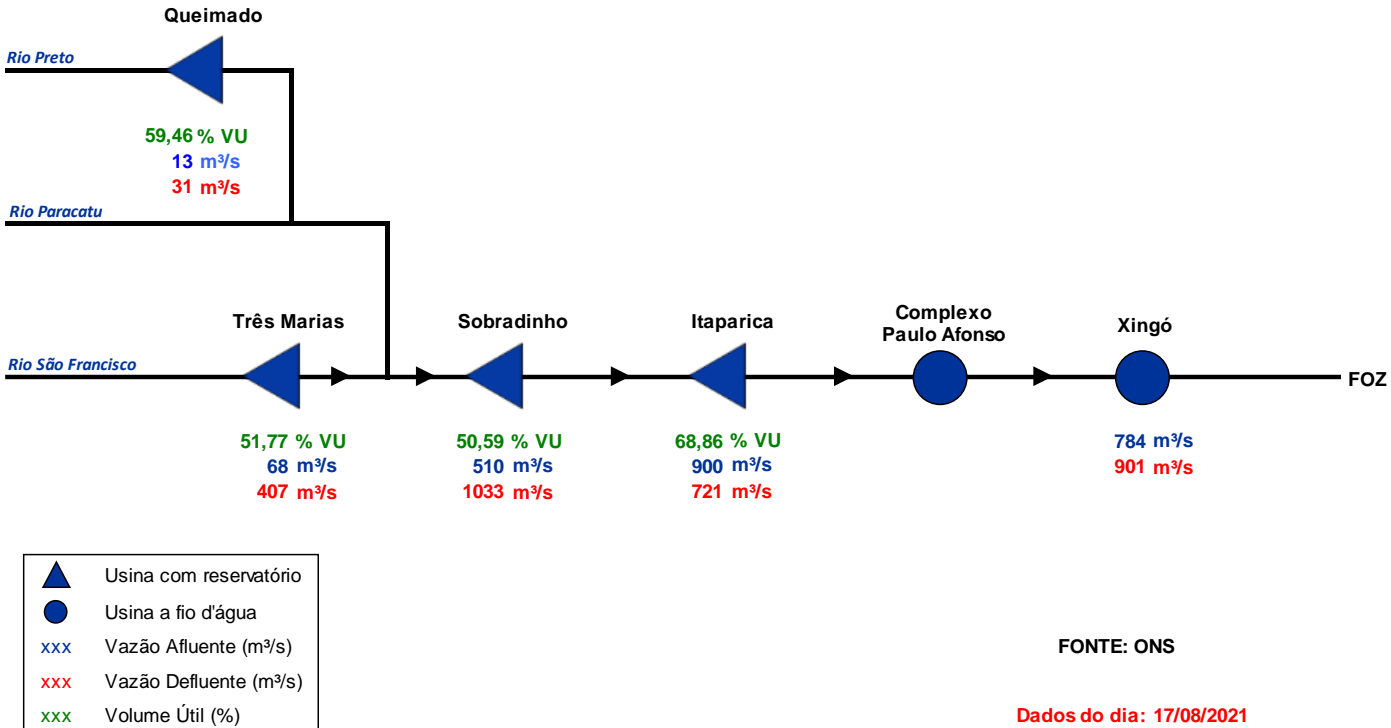 Queimado
Rio Preto
59,46 % VU
13 m³/s
31 m³/s
Rio Paracatu
Três Marias
Sobradinho
Itaparica
Complexo
Paulo Afonso
Xingó
Rio São Francisco
FOZ
51,77 % VU
68 m³/s
407 m³/s
50,59 % VU
510 m³/s
1033 m³/s
68,86 % VU
900 m³/s
721 m³/s
784 m³/s
901 m³/s
Usina com reservatório
Usina a fio d'água
xxx Vazão Afluente (m³/s)
xxx Vazão Defluente (m³/s)
xxx Volume Útil (%)
FONTE: ONS
Dados do dia: 17/08/2021